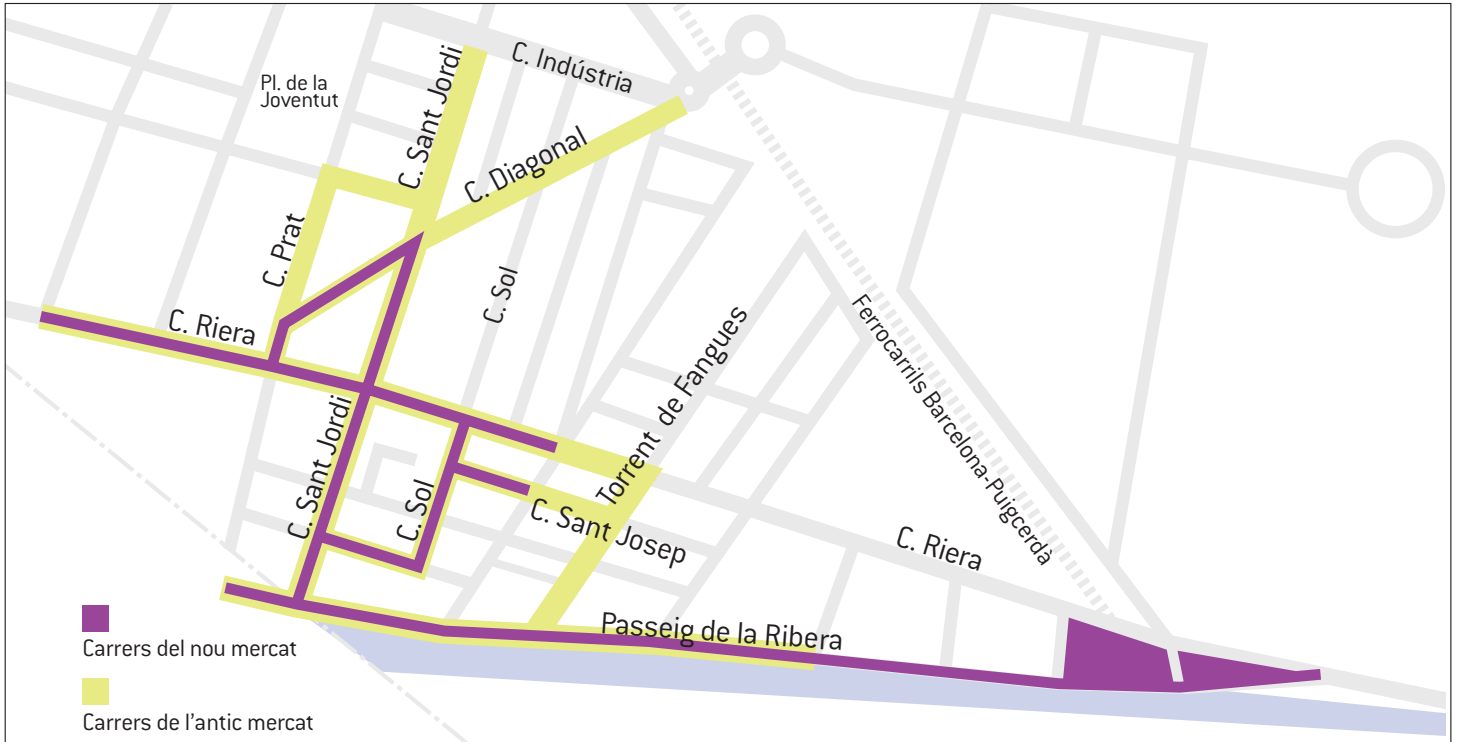 C. Indústria
C. Sant Jordi
Pl. de la
Joventut
C. Diagonal
C. Prat
C. Sol
C. Riera
Torrent de Fangues
Ferrocarrils Barcelona-Puigcerdà
C. Sant Jordi
C. Sol
C. Sant Josep
C. Riera
Passeig de la Ribera
Carrers del nou mercat
Carrers de l'antic mercat